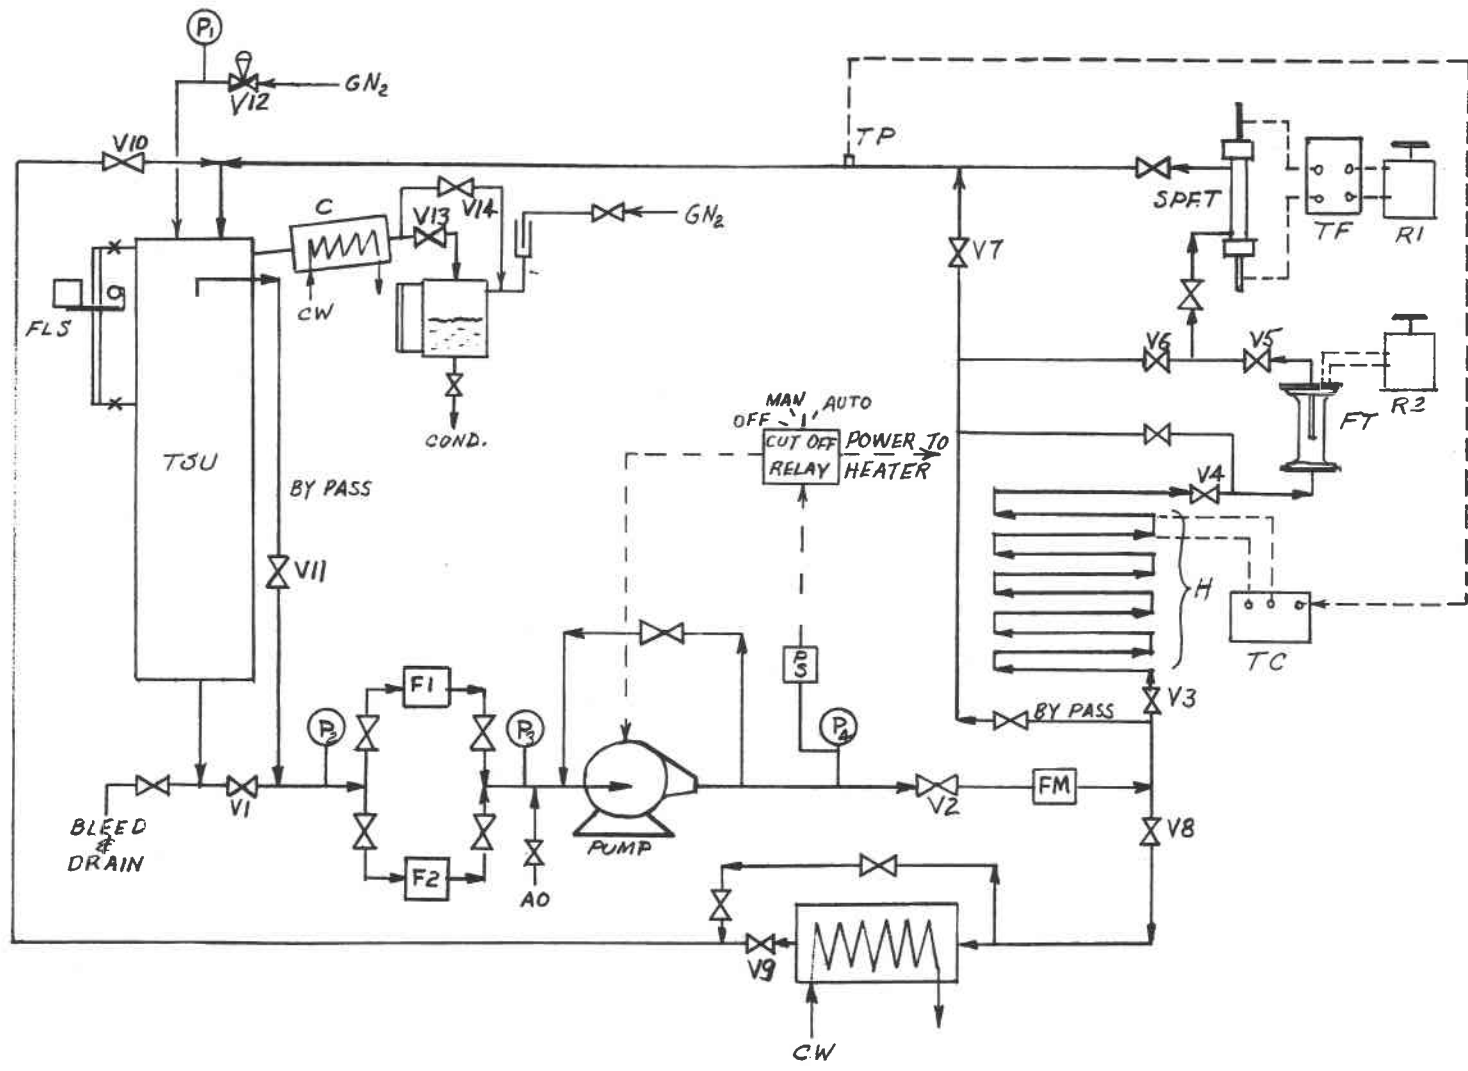 P1
V12
GN2
V10
TP
C
V13
V14
GN2
SPFT
TF
R1
V7
CW
FLS
V6
V5
R2
FT
MAN
OFF
AUTO
CUT OFF
RELAY
POWER TO
HEATER
COND.
TSU
BY PASS
V4
V11
H
TC
PS
F1
V3
BY PASS
P2
P3
P4
V1
V2
FM
V8
BLEED
&
DRAIN
PUMP
F2
AO
V9
CW